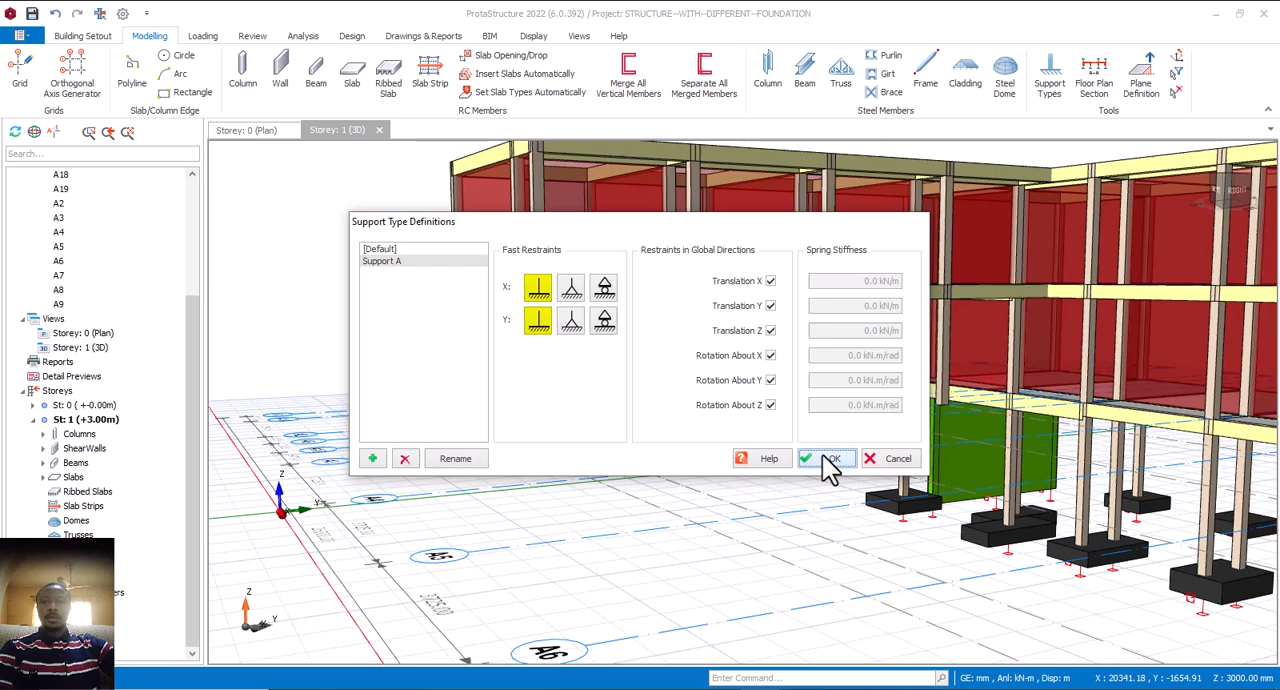 ProtaStructure 2022 (6.0.392) / Project: STRUCTURE--WITH--DIFFERENT--FOUNDATION
Building Setout Modelling Loading Review Analysis Design Drawings & Reports BIM Display Views Help
Grid
Orthogonal Axis Generator
Grids
Polyline
Circle
Arc
Rectangle
Slab/Column Edge
Column
Wall
Beam
Slab
Ribbed Slab
Slab Strip
Slab Opening/Drop
Insert Slabs Automatically
Set Slab Types Automatically
Merge All Vertical Members
Separate All Merged Members
RC Members
Column
Beam
Truss
Purlin
Girt
Brace
Frame
Cladding
Steel Dome
Steel Members
Support Types
Floor Plan Section
Plane Definition
Tools
Storey: 0 (Plan)
Storey: 1 (3D)
Search...
A18
A19
A2
A3
A4
A5
A6
A7
A8
A9
Views
Storey: 0 (Plan)
Storey: 1 (3D)
Reports
Detail Previews
Storeys
St: 0 ( +-0.00m)
St: 1 (+3.00m)
Columns
ShearWalls
Beams
Slabs
Ribbed Slabs
Slab Strips
Domes
Trusses
Support Type Definitions
[Default]
Support A
Fast Restraints
X:
Y:
Restraints in Global Directions
Spring Stiffness
Translation X 0.0 kN/m
Translation Y 0.0 kN/m
Translation Z 0.0 kN/m
Rotation About X 0.0 kN.m/rad
Rotation About Y 0.0 kN.m/rad
Rotation About Z 0.0 kN.m/rad
Rename
Help
OK
Cancel
RIGHT
Z
Y
A5
3725.00
A6
Z
Y
Enter Command...
GE: mm , Anl: kN-m , Disp: m
X : 20341.18 , Y : -1654.91
Z : 3000.00 mm